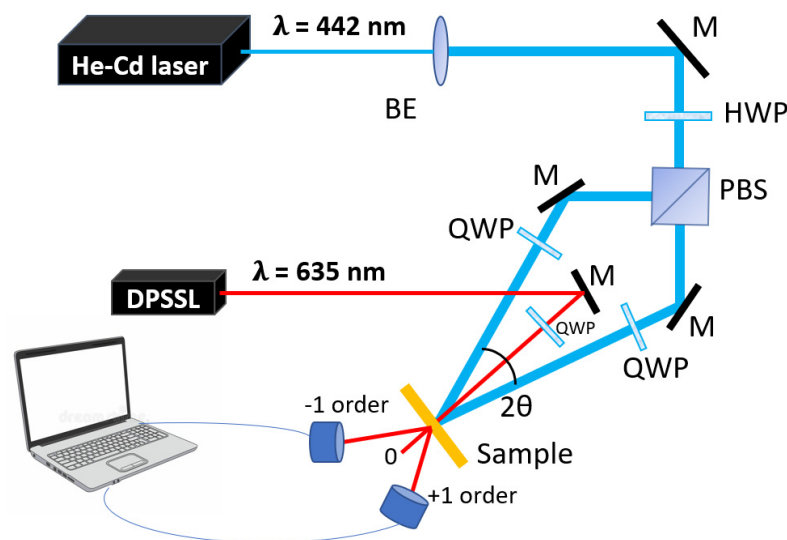 λ = 442 nm
He-Cd laser
M
BE
HWP
M
PBS
QWP
λ = 635 nm
M
DPSSL
QWP
M
QWP
2θ
-1 order
0
Sample
+1 order